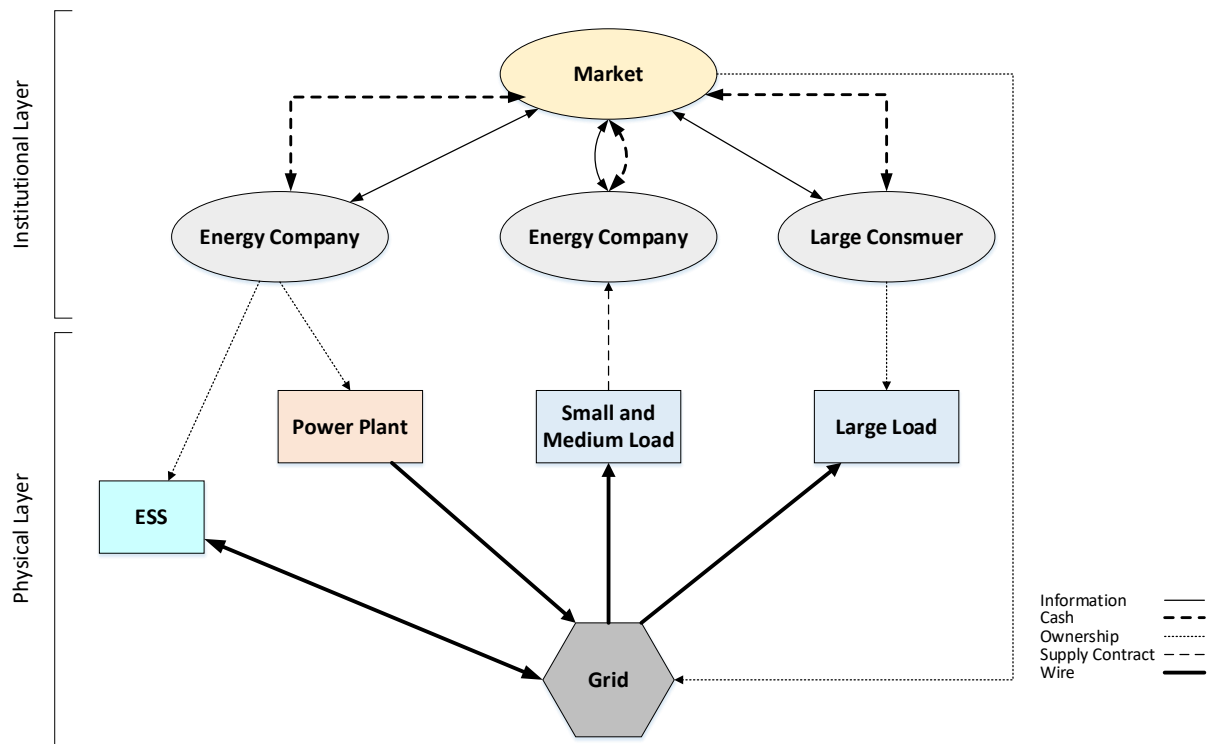 Institutional Layer
Market
Energy Company
Energy Company
Large Consmuer
Physical Layer
Power Plant
Small and
Medium Load
Large Load
ESS
Grid
Information
Cash
Ownership
Supply Contract
Wire